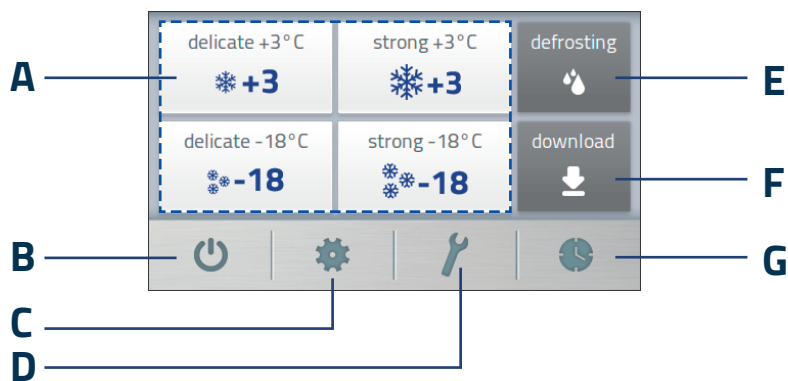 delicate +3°C
strong +3°C
defrosting
A
+3
+3
E
delicate -18°C
strong -18°C
download
-18
-18
F
B
G
C
D